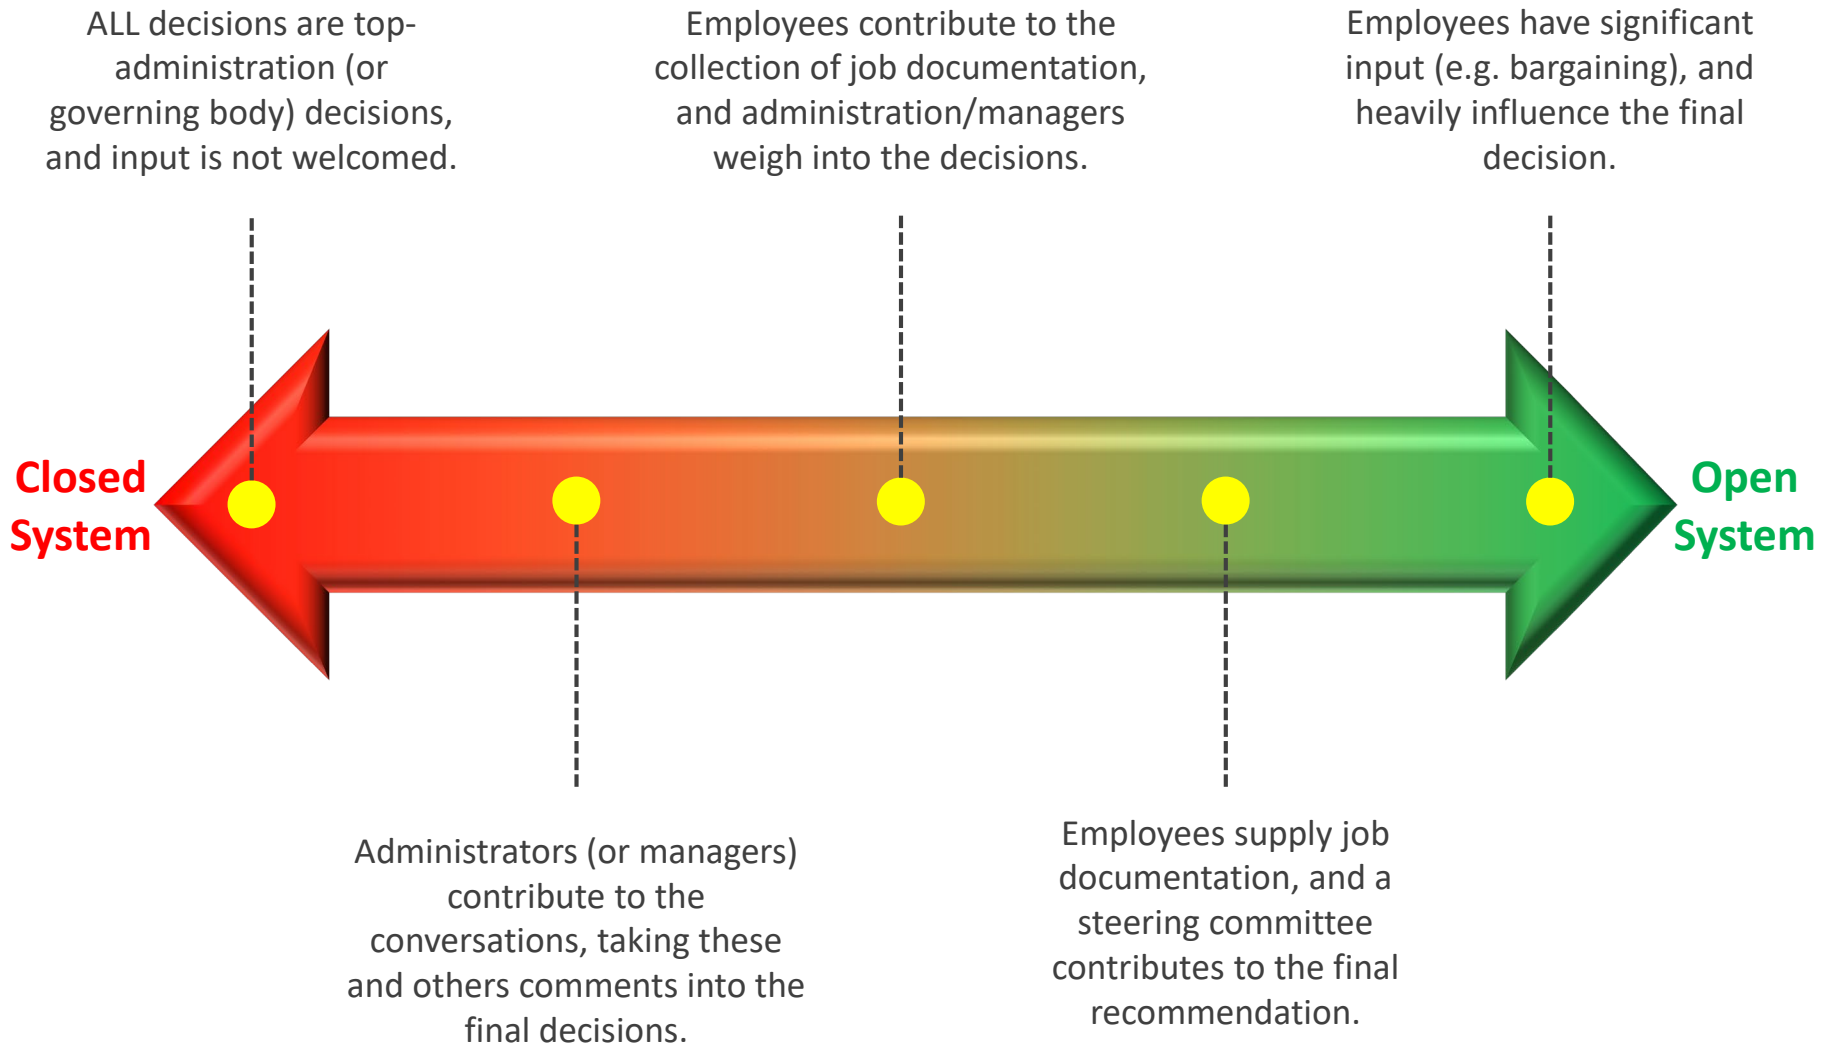 ALL decisions are top-
administration (or
governing body) decisions,
and input is not welcomed.
Employees contribute to the
collection of job documentation,
and administration/managers
weigh into the decisions.
Employees have significant
input (e.g. bargaining), and
heavily influence the final
decision.
Closed
System
Open
System
Administrators (or managers)
contribute to the
conversations, taking these
and others comments into the
final decisions.
Employees supply job
documentation, and a
steering committee
contributes to the final
recommendation.